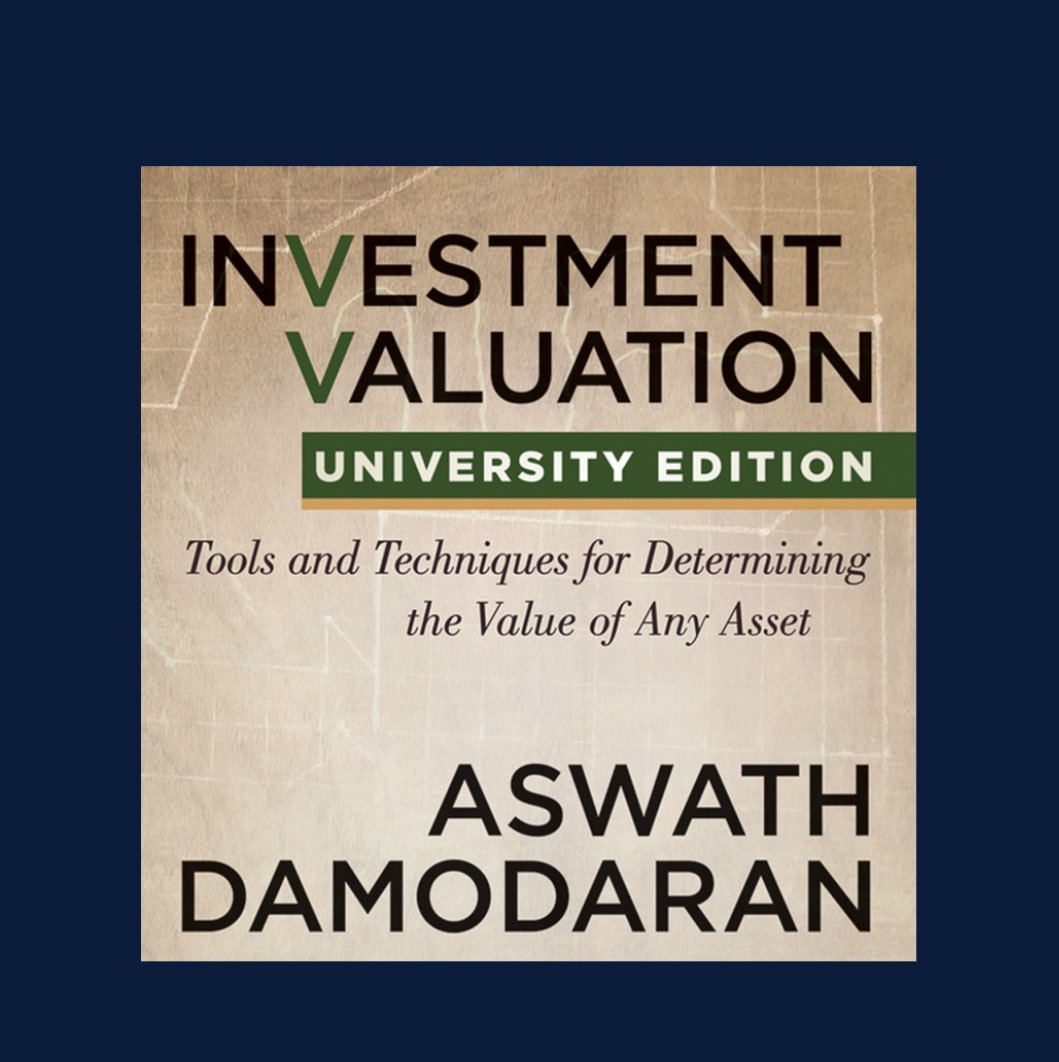 INVESTMENT
VALUATION
UNIVERSITY EDITION
Tools and Techniques for Determining
the Value of Any Asset
ASWATH
DAMODARAN